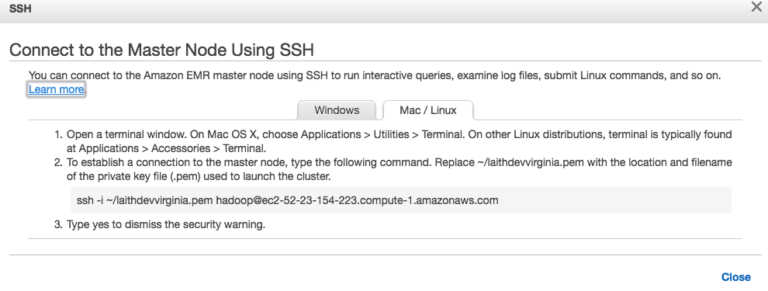 SSH
Connect to the Master Node Using SSH
You can connect to the Amazon EMR master node using SSH to run interactive queries, examine log files, submit Linux commands, and so on.
Learn more.
Windows Mac / Linux
1. Open a terminal window. On Mac OS X, choose Applications > Utilities > Terminal. On other Linux distributions, terminal is typically found
at Applications > Accessories > Terminal.
2. To establish a connection to the master node, type the following command. Replace ~/laithdevvirginia.pem with the location and filename
of the private key file (.pem) used to launch the cluster.
ssh -i ~/laithdevvirginia.pem hadoop@ec2-52-23-154-223.compute-1.amazonaws.com
3. Type yes to dismiss the security warning.
Close